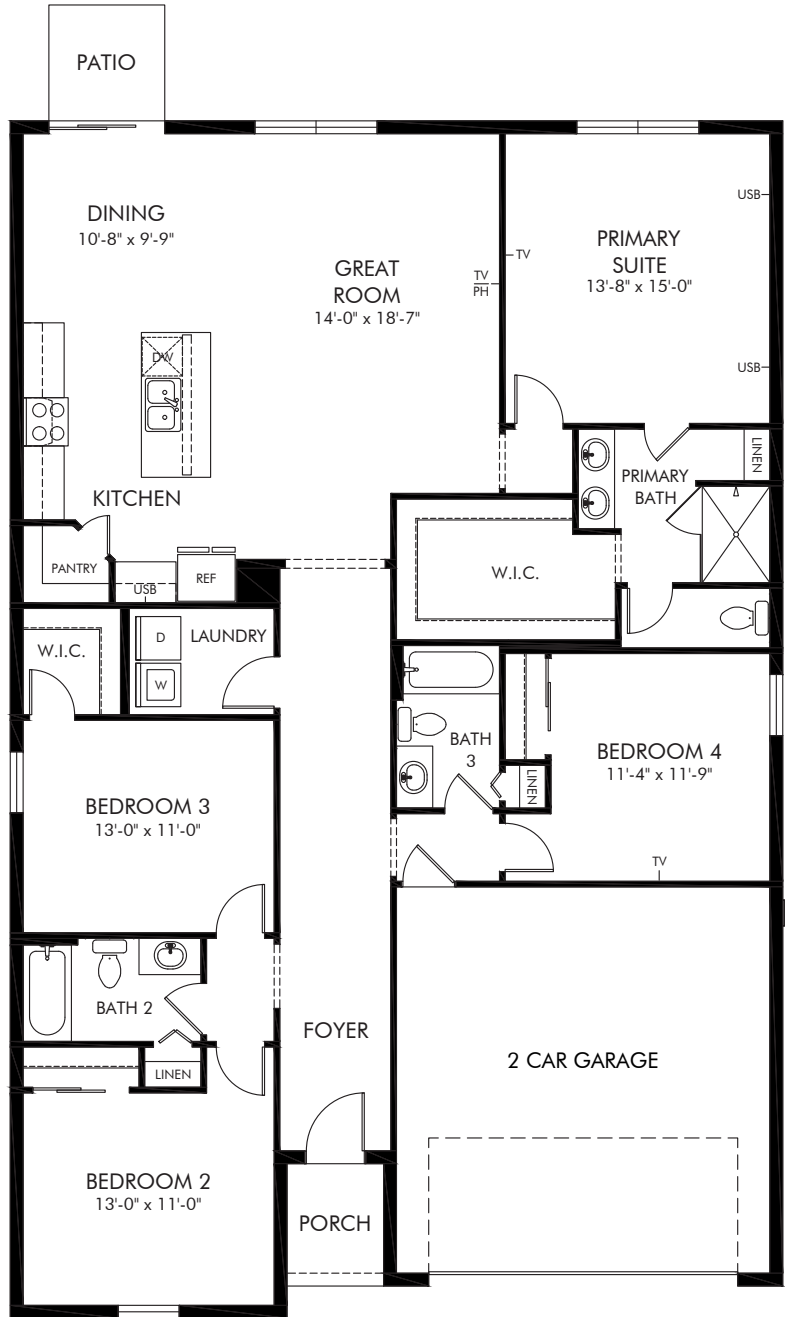 PATIO
DINING
10'-8" x 9'-9"
GREAT
ROOM
14'-0" x 18'-7"
TV
PH
TV
PRIMARY
SUITE
13'-8" x 15'-0"
USB
USB
DW
KITCHEN
PANTRY
USB
REF
PRIMARY
BATH
LINEN
W.I.C.
W.I.C.
D
W
LAUNDRY
BATH
3
LINEN
BEDROOM 4
11'-4" x 11'-9"
TV
BEDROOM 3
13'-0" x 11'-0"
BATH 2
LINEN
FOYER
2 CAR GARAGE
BEDROOM 2
13'-0" x 11'-0"
PORCH